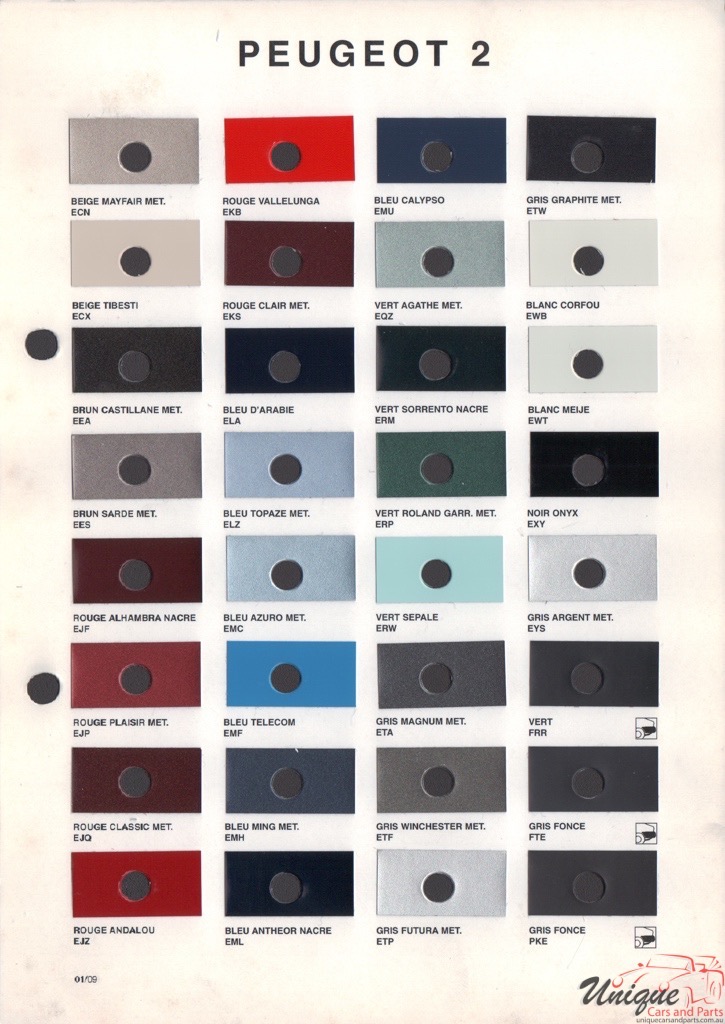 PEUGEOT 2
BEIGE MAYFAIR MET.
ECN
ROUGE VALLELUNGA
EKB
BLEU CALYPSO
EMU
GRIS GRAPHITE MET.
ETW
BEIGE TIBESTI
ECX
ROUGE CLAIR MET.
EKS
VERT AGATHE MET.
EQZ
BLANC CORFOU
EWB
BRUN CASTILLANE MET.
EEA
BLEU D'ARABIE
ELA
VERT SORRENTO NACRE
ERM
BLANC MEIJE
EWT
BRUN SARDE MET.
EES
BLEU TOPAZE MET.
ELZ
VERT ROLAND GARR. MET.
ERP
NOIR ONYX
EXY
ROUGE ALHAMBRA NACRE
EJF
BLEU AZURO MET.
EMC
VERT SEPALE
ERW
GRIS ARGENT MET.
EYS
ROUGE PLAISIR MET.
EJP
BLEU TELECOM
EMF
GRIS MAGNUM MET.
ETA
VERT
FRR
ROUGE CLASSIC MET.
EJQ
BLEU MING MET.
EMH
GRIS WINCHESTER MET.
ETF
GRIS FONCE
FTE
ROUGE ANDALOU
EJZ
BLEU ANTHEOR NACRE
EML
GRIS FUTURA MET.
ETP
GRIS FONCE
PKE
01/09
Unique
Cars and Parts
uniquecarsandparts.com.au